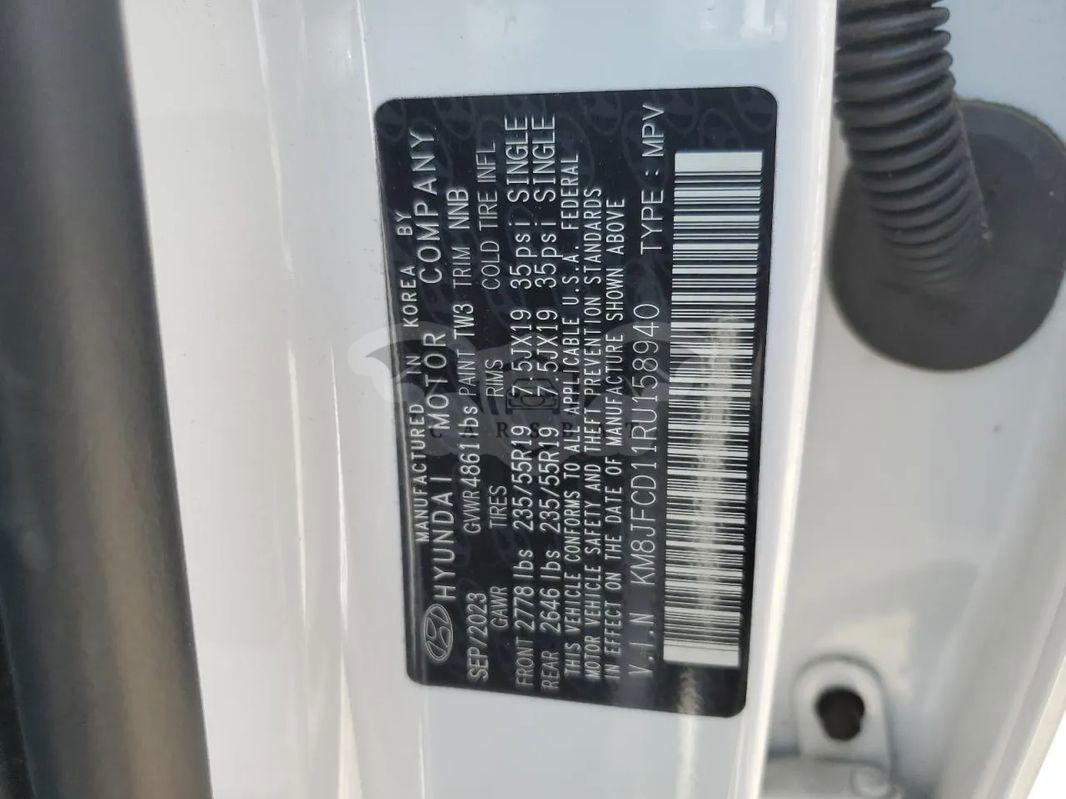 MANUFACTURED IN KOREA BY
HYUNDAI MOTOR COMPANY
SEP/2023 GVWR 4861 lbs PAINT TW3 TRIM NNB
GAWR TIRES RIMS COLD TIRE INFL
FRONT 2778 lbs 235/55R19 7.5JX19 35psi SINGLE
REAR 2646 lbs 235/55R19 7.5JX19 35psi SINGLE
THIS VEHICLE CONFORMS TO ALL APPLICABLE U.S.A. FEDERAL
MOTOR VEHICLE SAFETY AND THEFT PREVENTION STANDARDS
IN EFFECT ON THE DATE OF MANUFACTURE SHOWN ABOVE
V.I.N KM8JFCD11RU158940 TYPE : MPV